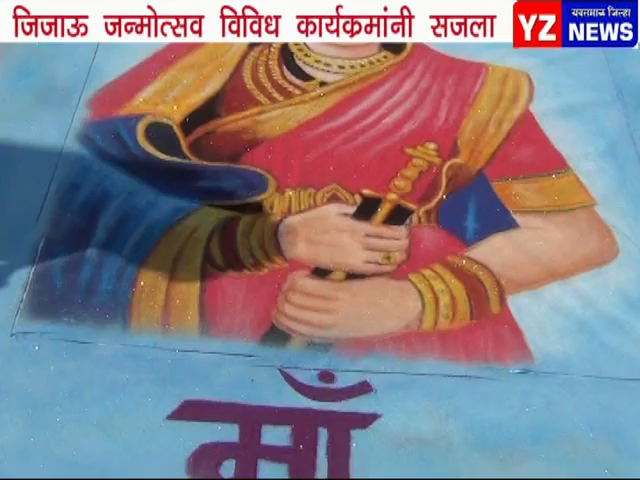 जिजाऊ जन्मोत्सव विविध कार्यक्रमांनी सजला
यवतमाळ जिल्हा
YZ NEWS
माँ